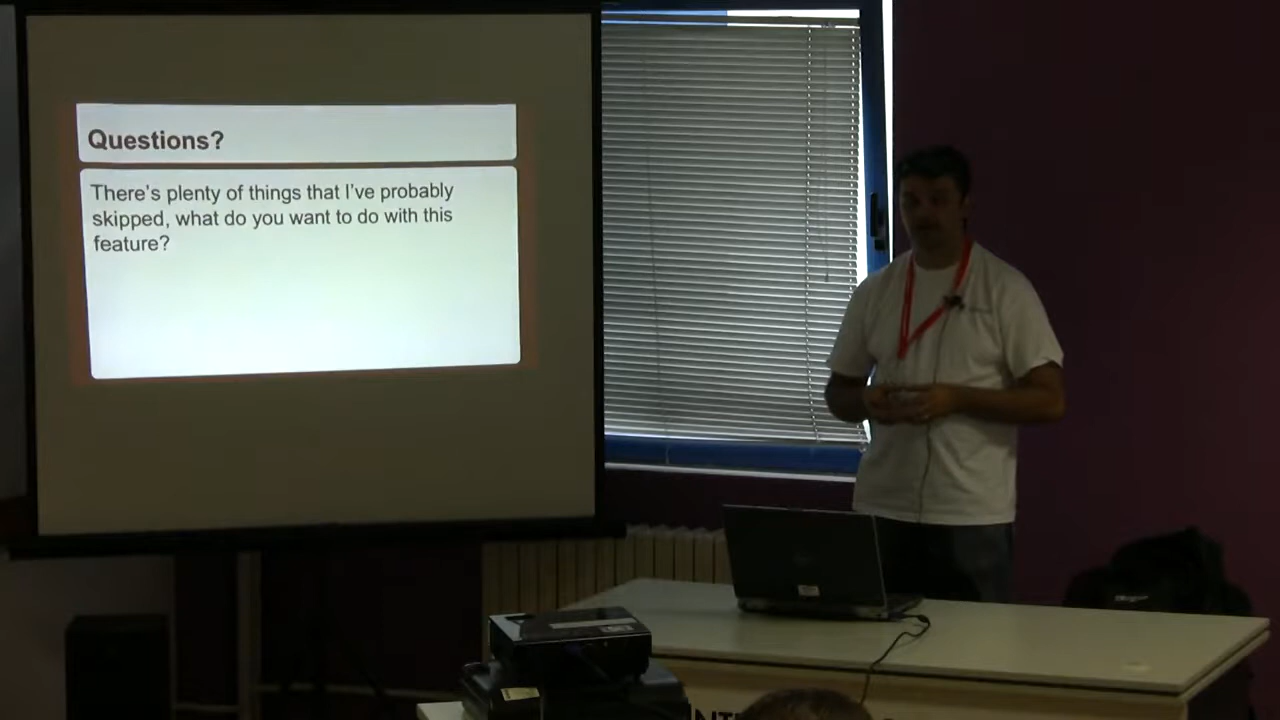 Questions?
There's plenty of things that I've probably
skipped, what do you want to do with this
feature?